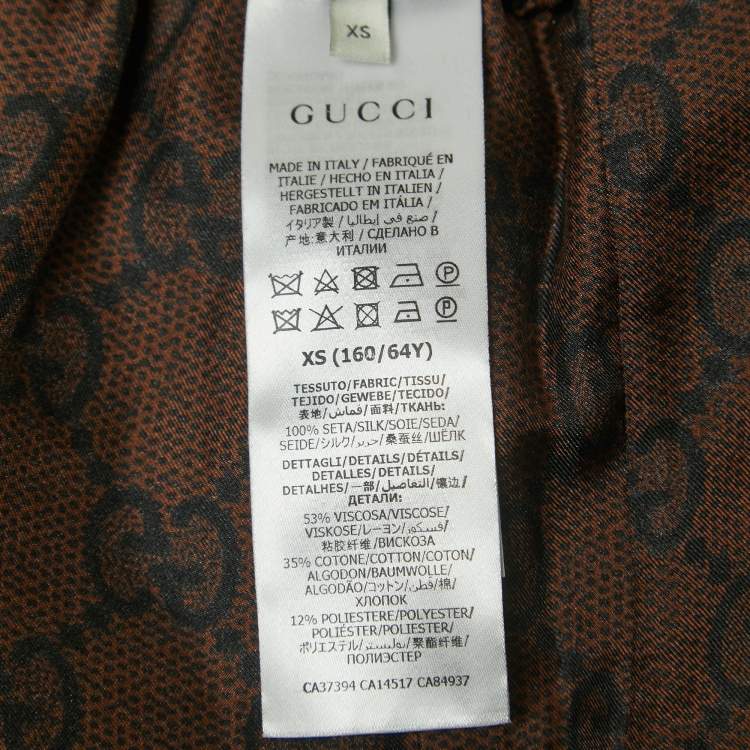 XS
GUCCI
MADE IN ITALY / FABRIQUÉ EN
ITALIE / HECHO EN ITALIA /
HERGESTELLT IN ITALIEN /
FABRICADO EM ITÁLIA /
イタリア製 / صنع في إيطاليا /
产地:意大利 / СДЕЛАНО В
ИТАЛИИ
P
P
XS (160/64Y)
TESSUTO/FABRIC/TISSU/
TEJIDO/GEWEBE/TECIDO/
表地/قماش/面料/ТКАНЬ:
100% SETA/SILK/SOIE/SEDA/
SEIDE/シルク/حرير/桑蚕丝/ШЁЛК
DETTAGLI/DETAILS/DÉTAILS/
DETALLES/DETAILS/
DETALHES/一部/التفاصيل/镶边/
ДЕТАЛИ:
53% VISCOSA/VISCOSE/
VISKOSE/レーヨン/فسكوز/
粘胶纤维/ВИСКОЗА
35% COTONE/COTTON/COTON/
ALGODON/BAUMWOLLE/
ALGODÃO/コットン/قطن/棉/
ХЛОПОК
12% POLIESTERE/POLYESTER/
POLIÉSTER/POLYESTER/
ポリエステル/بوليستر/聚酯纤维/
ПОЛИЭСТЕР
CA37394 CA14517 CA84937